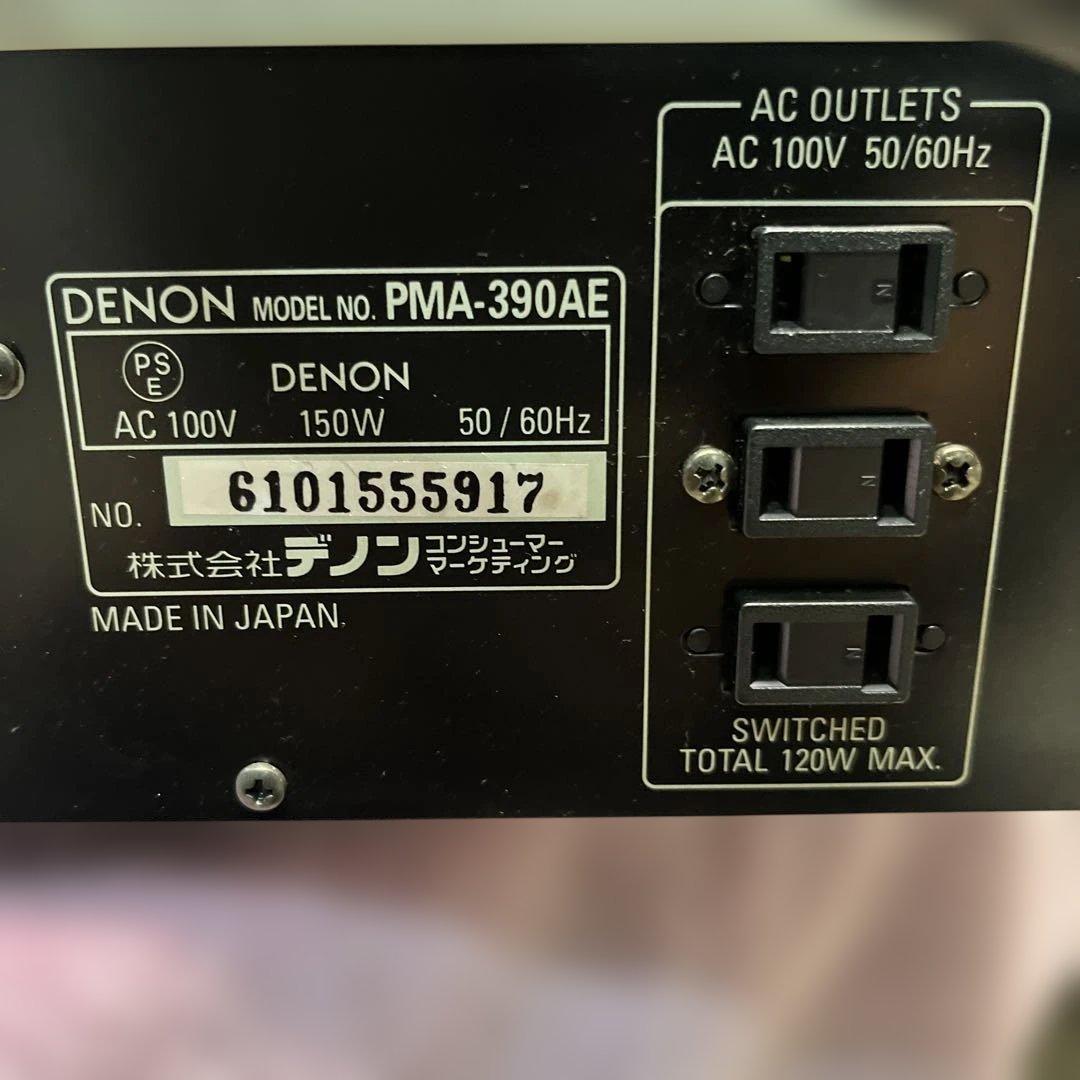 DENON MODEL NO. PMA-390AE
PS
E
DENON
AC 100V 150W 50 / 60Hz
NO. 6101555917
株式会社デノン コンシューマー
マーケティング
MADE IN JAPAN
AC OUTLETS
AC 100V 50/60Hz
N
N
N
SWITCHED
TOTAL 120W MAX.